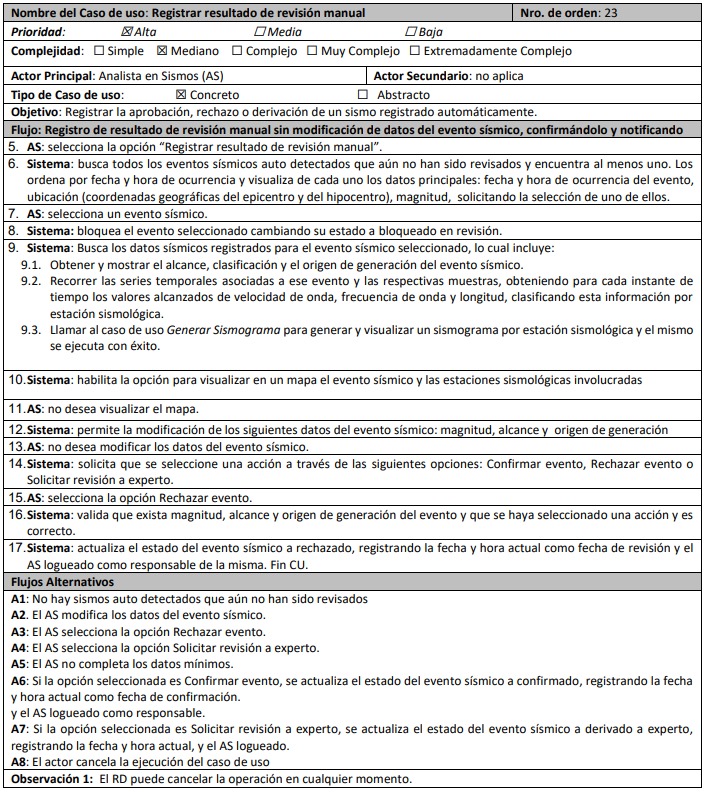 Nombre del Caso de uso: Registrar resultado de revisión manual
Nro. de orden: 23
Prioridad: ☒Alta ☐Media ☐Baja
Complejidad: ☐ Simple ☒ Mediano ☐ Complejo ☐ Muy Complejo ☐ Extremadamente Complejo
Actor Principal: Analista en Sismos (AS)
Actor Secundario: no aplica
Tipo de Caso de uso: ☒ Concreto ☐ Abstracto
Objetivo: Registrar la aprobación, rechazo o derivación de un sismo registrado automáticamente.
Flujo: Registro de resultado de revisión manual sin modificación de datos del evento sísmico, confirmándolo y notificando
5. AS: selecciona la opción “Registrar resultado de revisión manual”.
6. Sistema: busca todos los eventos sísmicos auto detectados que aún no han sido revisados y encuentra al menos uno. Los
ordena por fecha y hora de ocurrencia y visualiza de cada uno los datos principales: fecha y hora de ocurrencia del evento,
ubicación (coordenadas geográficas del epicentro y del hipocentro), magnitud, solicitando la selección de uno de ellos.
7. AS: selecciona un evento sísmico.
8. Sistema: bloquea el evento seleccionado cambiando su estado a bloqueado en revisión.
9. Sistema: Busca los datos sísmicos registrados para el evento sísmico seleccionado, lo cual incluye:
9.1. Obtener y mostrar el alcance, clasificación y el origen de generación del evento sísmico.
9.2. Recorrer las series temporales asociadas a ese evento y las respectivas muestras, obteniendo para cada instante de
tiempo los valores alcanzados de velocidad de onda, frecuencia de onda y longitud, clasificando esta información por
estación sismológica.
9.3. Llamar al caso de uso Generar Sismograma para generar y visualizar un sismograma por estación sismológica y el mismo
se ejecuta con éxito.
10.Sistema: habilita la opción para visualizar en un mapa el evento sísmico y las estaciones sismológicas involucradas
11.AS: no desea visualizar el mapa.
12.Sistema: permite la modificación de los siguientes datos del evento sísmico: magnitud, alcance y origen de generación
13.AS: no desea modificar los datos del evento sísmico.
14.Sistema: solicita que se seleccione una acción a través de las siguientes opciones: Confirmar evento, Rechazar evento o
Solicitar revisión a experto.
15.AS: selecciona la opción Rechazar evento.
16.Sistema: valida que exista magnitud, alcance y origen de generación del evento y que se haya seleccionado una acción y es
correcto.
17.Sistema: actualiza el estado del evento sísmico a rechazado, registrando la fecha y hora actual como fecha de revisión y el
AS logueado como responsable de la misma. Fin CU.
Flujos Alternativos
A1: No hay sismos auto detectados que aún no han sido revisados
A2. El AS modifica los datos del evento sísmico.
A3: El AS selecciona la opción Rechazar evento.
A4: El AS selecciona la opción Solicitar revisión a experto.
A5: El AS no completa los datos mínimos.
A6: Si la opción seleccionada es Confirmar evento, se actualiza el estado del evento sísmico a confirmado, registrando la fecha
y hora actual como fecha de confirmación.
y el AS logueado como responsable.
A7: Si la opción seleccionada es Solicitar revisión a experto, se actualiza el estado del evento sísmico a derivado a experto,
registrando la fecha y hora actual, y el AS logueado.
A8: El actor cancela la ejecución del caso de uso
Observación 1: El RD puede cancelar la operación en cualquier momento.